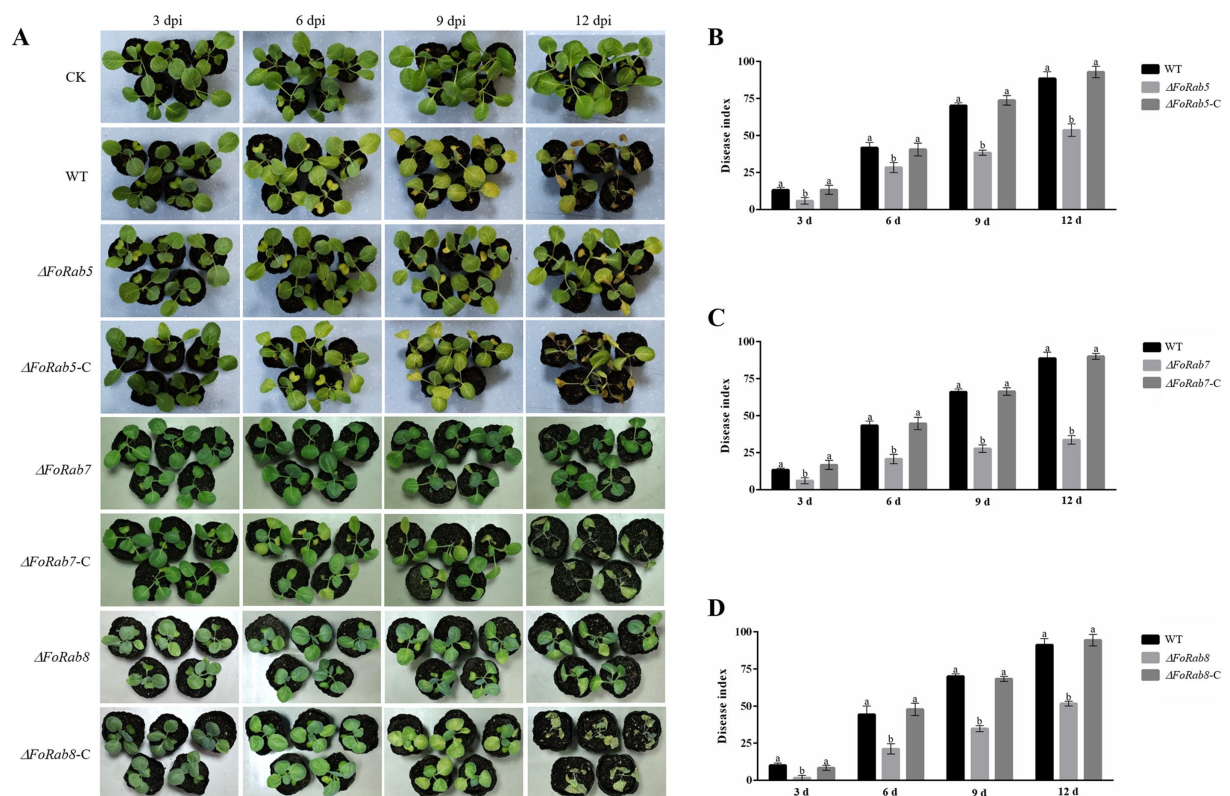 A
3 dpi 6 dpi 9 dpi 12 dpi
CK
WT
ΔFoRab5
ΔFoRab5-C
ΔFoRab7
ΔFoRab7-C
ΔFoRab8
ΔFoRab8-C
B
Disease index
100
75
50
25
0
a b a a b a a b a a b a
3 d 6 d 9 d 12 d
WT
ΔFoRab5
ΔFoRab5-C
C
Disease index
100
75
50
25
0
a b a a b a a b a a b a
3 d 6 d 9 d 12 d
WT
ΔFoRab7
ΔFoRab7-C
D
Disease index
100
75
50
25
0
a b a a b a a b a a b a
3 d 6 d 9 d 12 d
WT
ΔFoRab8
ΔFoRab8-C